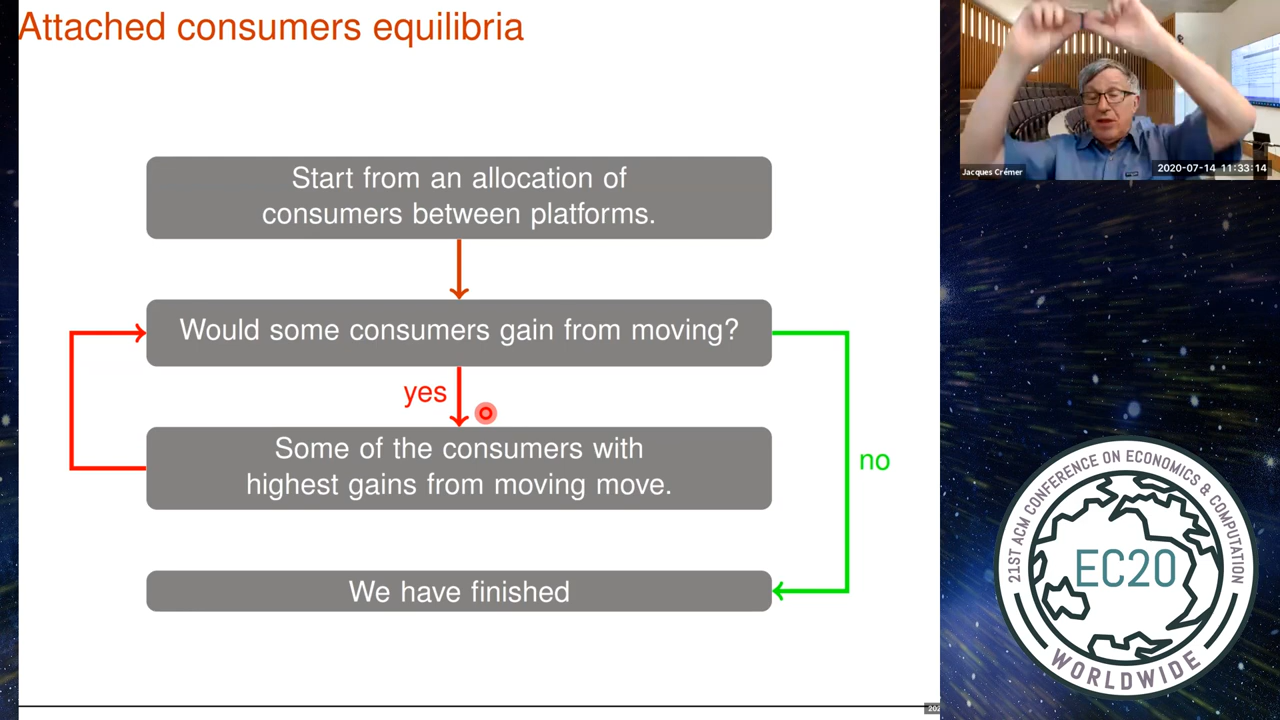 Attached consumers equilibria
Start from an allocation of
consumers between platforms.
Would some consumers gain from moving?
yes
Some of the consumers with
highest gains from moving move.
no
We have finished
Jacques Crémer
2020-07-14 11:33:14
21ST ACM CONFERENCE ON ECONOMICS & COMPUTATION
EC20
WORLDWIDE